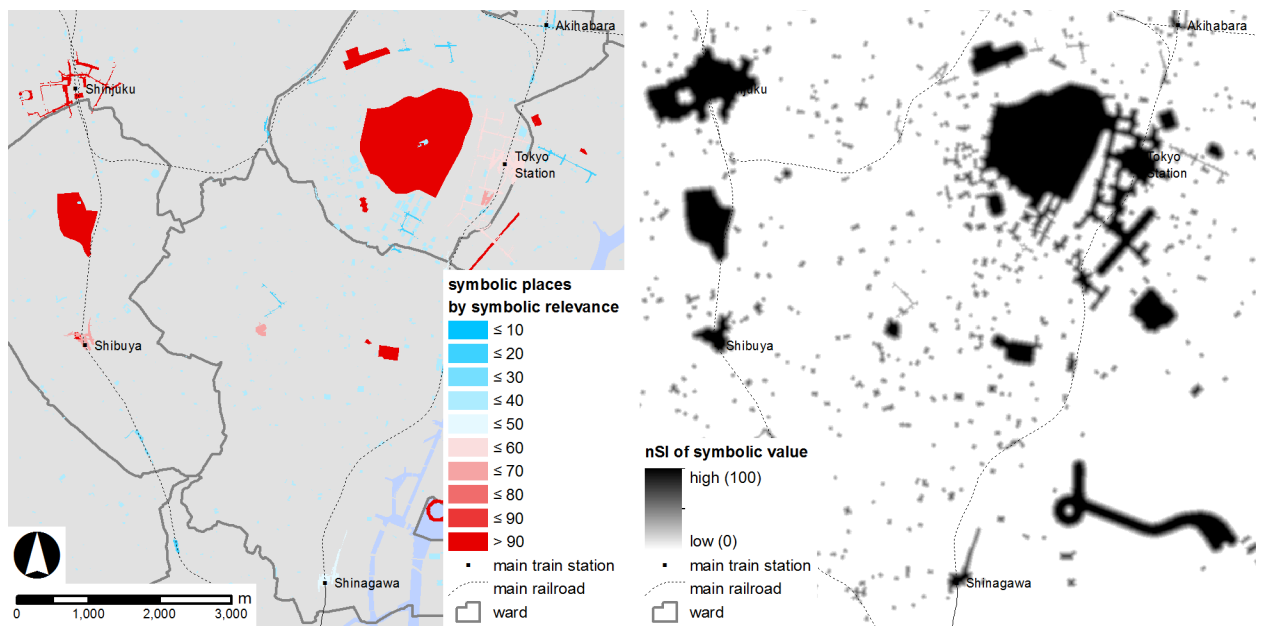 Akihabara
Shinjuku
Tokyo
Station
Shibuya
Shinagawa
symbolic places
by symbolic relevance
≤ 10
≤ 20
≤ 30
≤ 40
≤ 50
≤ 60
≤ 70
≤ 80
≤ 90
> 90
main train station
main railroad
ward
0 1,000 2,000 3,000 m
Akihabara
juku
Tokyo
Station
Shibuya
Shinagawa
nSI of symbolic value
high (100)
low (0)
main train station
main railroad
ward